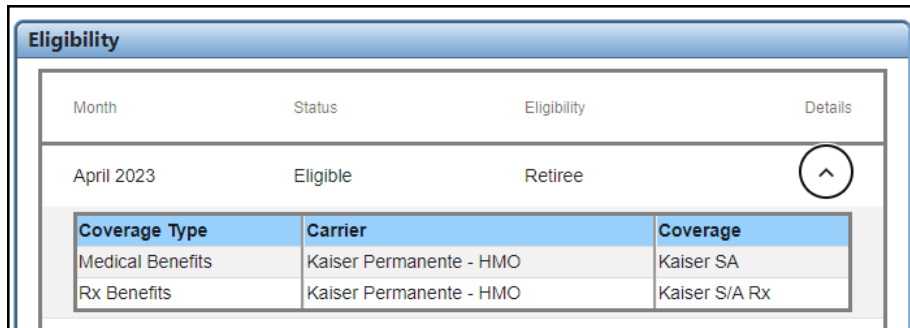 Eligibility
Month Status Eligibility Details
April 2023 Eligible Retiree
Coverage Type Carrier Coverage
Medical Benefits Kaiser Permanente - HMO Kaiser SA
Rx Benefits Kaiser Permanente - HMO Kaiser S/A Rx